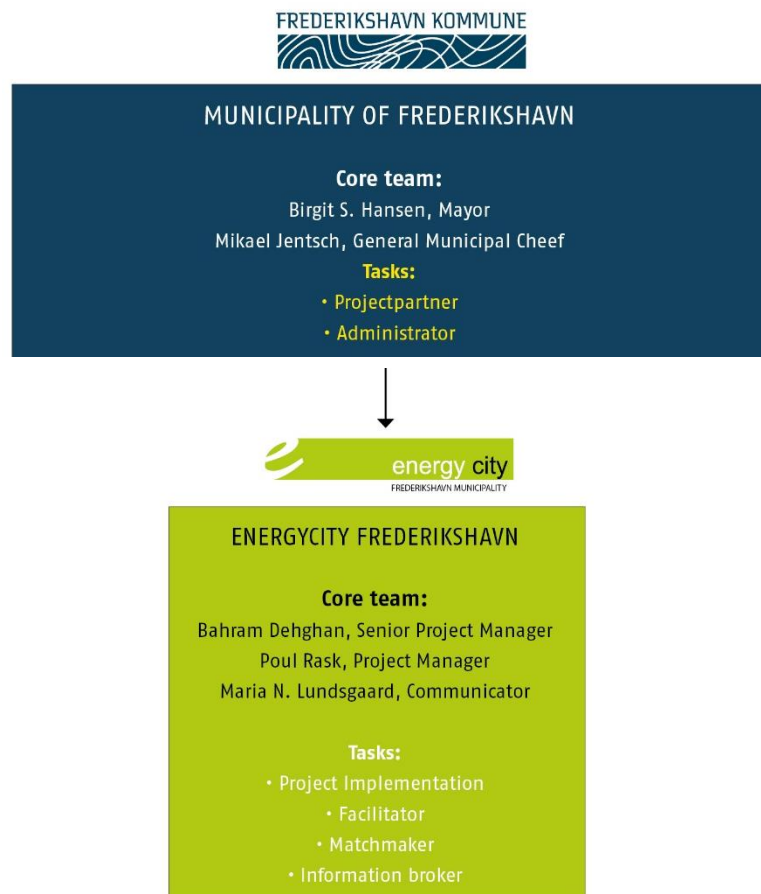 FREDERIKSHAVN KOMMUNE
MUNICIPALITY OF FREDERIKSHAVN
Core team:
Birgit S. Hansen, Mayor
Mikael Jentsch, General Municipal Cheef
Tasks:
• Projectpartner
• Administrator
energy city
FREDERIKSHAVN MUNICIPALITY
ENERGYCITY FREDERIKSHAVN
Core team:
Bahram Dehghan, Senior Project Manager
Poul Rask, Project Manager
Maria N. Lundsgaard, Communicator
Tasks:
• Project Implementation
• Facilitator
• Matchmaker
• Information broker